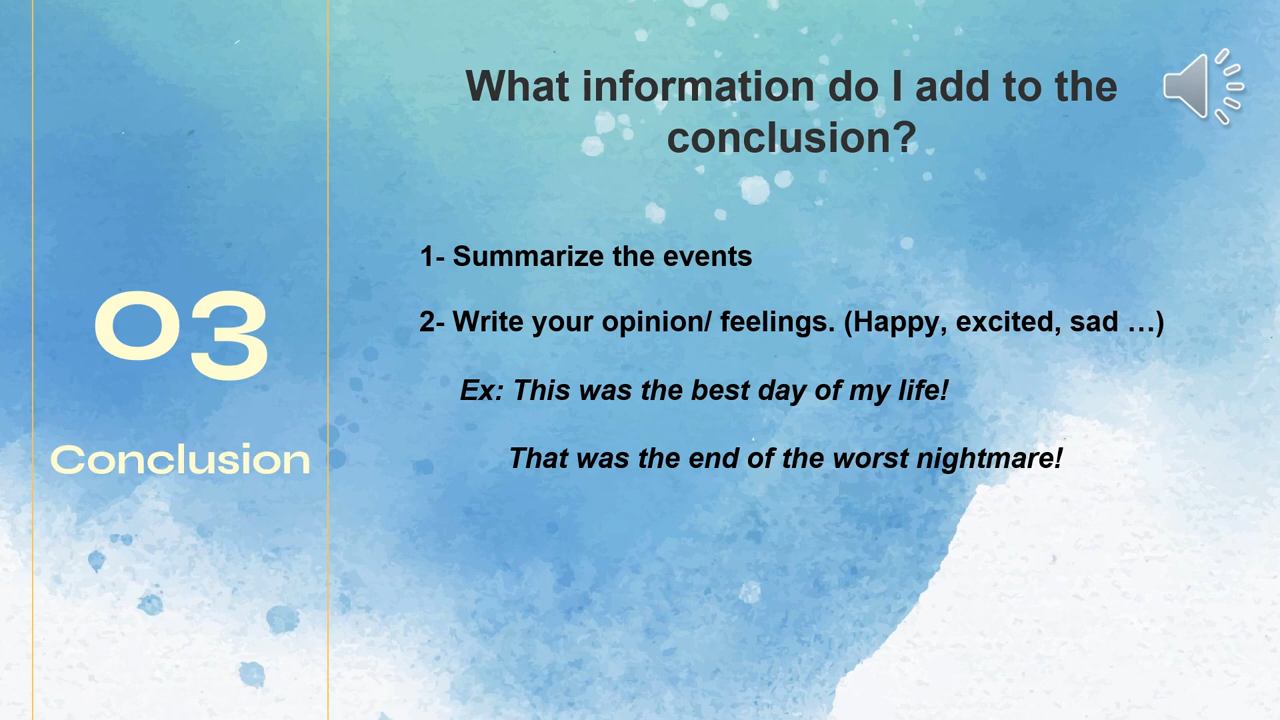 What information do I add to the
conclusion?
1- Summarize the events
2- Write your opinion/ feelings. (Happy, excited, sad …)
Ex: This was the best day of my life!
That was the end of the worst nightmare!
03
Conclusion